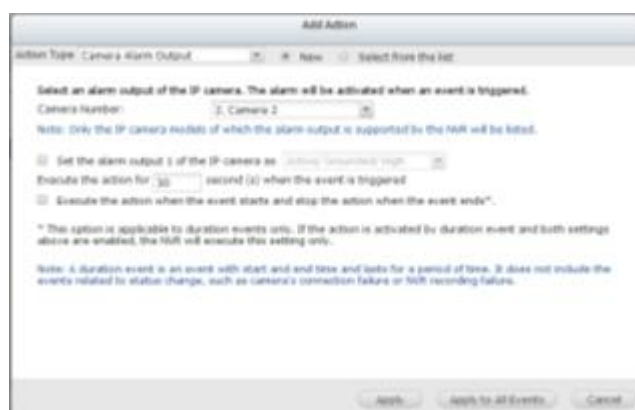 Add Action
Action Type Camera Alarm Output New Select from the list
Select an alarm output of the IP camera. The alarm will be activated when an event is triggered.
Camera Number: 2. Camera 2
Note: Only the IP camera models of which the alarm output is supported by the NVR will be listed.
Set the alarm output 1 of the IP camera as High
Execute the action for second (s) when the event is triggered
Execute the action when the event starts and stop the action when the event ends*.
* This option is applicable to duration events only. If the action is activated by duration event and both settings
above are enabled, the NVR will execute this setting only.
Note: A duration event is an event with start and end time and lasts for a period of time. It does not include the
events related to status change, such as camera's connection failure or NVR recording failure.
Apply Apply to All Events Cancel